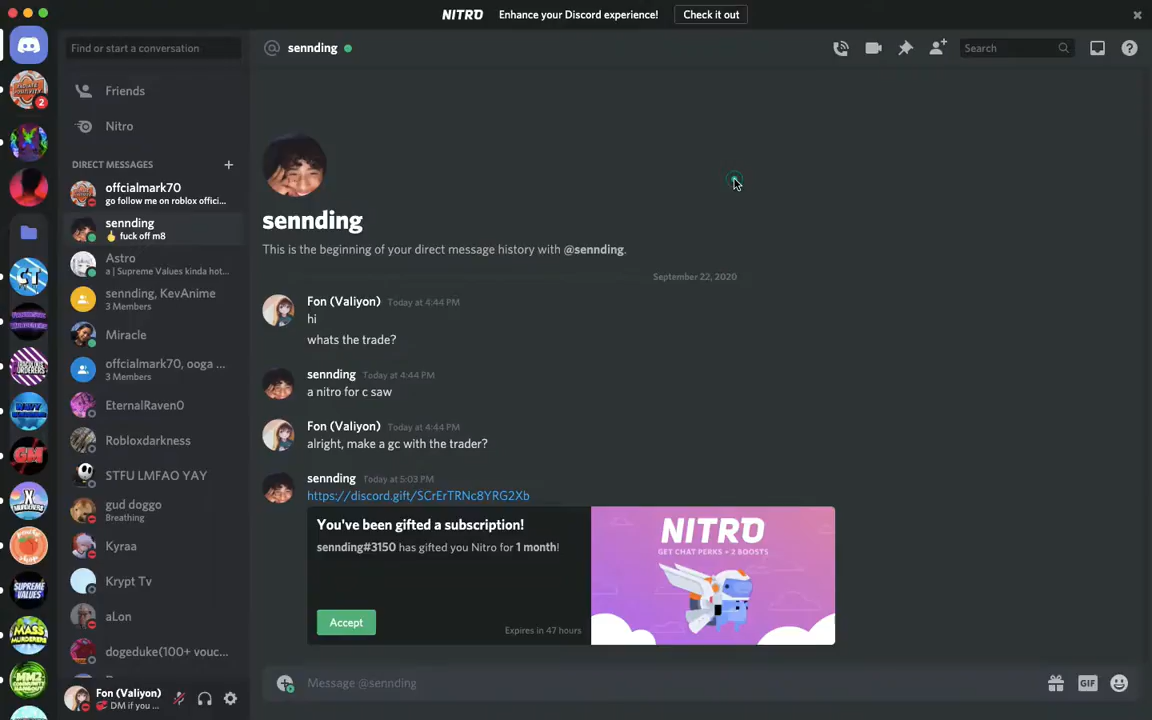 NITRO Enhance your Discord experience! Check it out
Find or start a conversation
@ sennding
Search
Friends
Nitro
DIRECT MESSAGES
2
offcialmark70
go follow me on roblox offici...
sennding
fuck off m8
Astro
a | Supreme Values kinda hot...
sennding, KevAnime
3 Members
Miracle
offcialmark70, ooga ...
3 Members
EternalRaven0
Robloxdarkness
STFU LMFAO YAY
gud doggo
Breathing
Kyraa
Krypt Tv
aLon
dogeduke(100+ vouc...
Fon (Valiyon)
DM if you ...
sennding
This is the beginning of your direct message history with @sennding.
September 22, 2020
Fon (Valiyon) Today at 4:44 PM
hi
whats the trade?
sennding Today at 4:44 PM
a nitro for c saw
Fon (Valiyon) Today at 4:44 PM
alright, make a gc with the trader?
sennding Today at 5:03 PM
https://discord.gift/SCrErTRNc8YRG2Xb
You've been gifted a subscription!
sennding#3150 has gifted you Nitro for 1 month!
Accept
Expires in 47 hours
NITRO
GET CHAT PERKS + 2 BOOSTS
Message @sennding
GIF